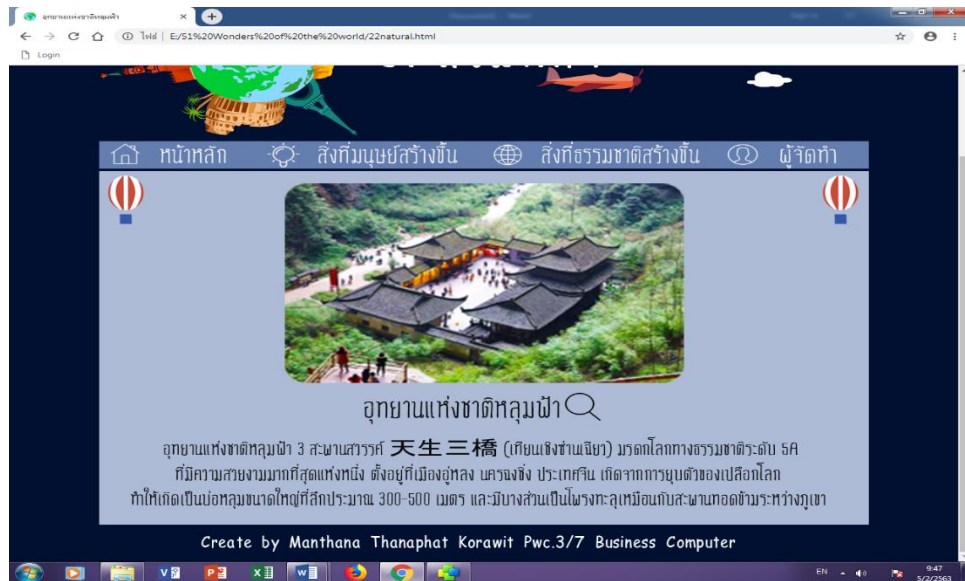 อุทยานแห่งชาติหลุมฟ้า
ไฟล์ | E:/51%20Wonders%20of%20the%20world/22natural.html
Login
หน้าหลัก สิ่งที่มนุษย์สร้างขึ้น สิ่งที่ธรรมชาติสร้างขึ้น ผู้จัดทำ
อุทยานแห่งชาติหลุมฟ้า
อุทยานแห่งชาติหลุมฟ้า 3 สะพานสวรรค์ 天生三橋 (เทียนเชิงซ่านเฉียว) มรดกโลกทางธรรมชาติระดับ 5A
ที่มีความสวยงามมากที่สุดแห่งหนึ่ง ตั้งอยู่ที่เมืองอู่หลง นครฉงชิ่ง ประเทศจีน เกิดจากการยุบตัวของเปลือกโลก
ทำให้เกิดเป็นบ่อหลุมขนาดใหญ่ที่ลึกประมาณ 300-500 เมตร และมีบางส่วนเป็นโพรงทะลุเหมือนกับสะพานทอดข้ามระหว่างภูเขา
Create by Manthana Thanaphat Korawit Pwc.3/7 Business Computer
EN
9:47
5/2/2563